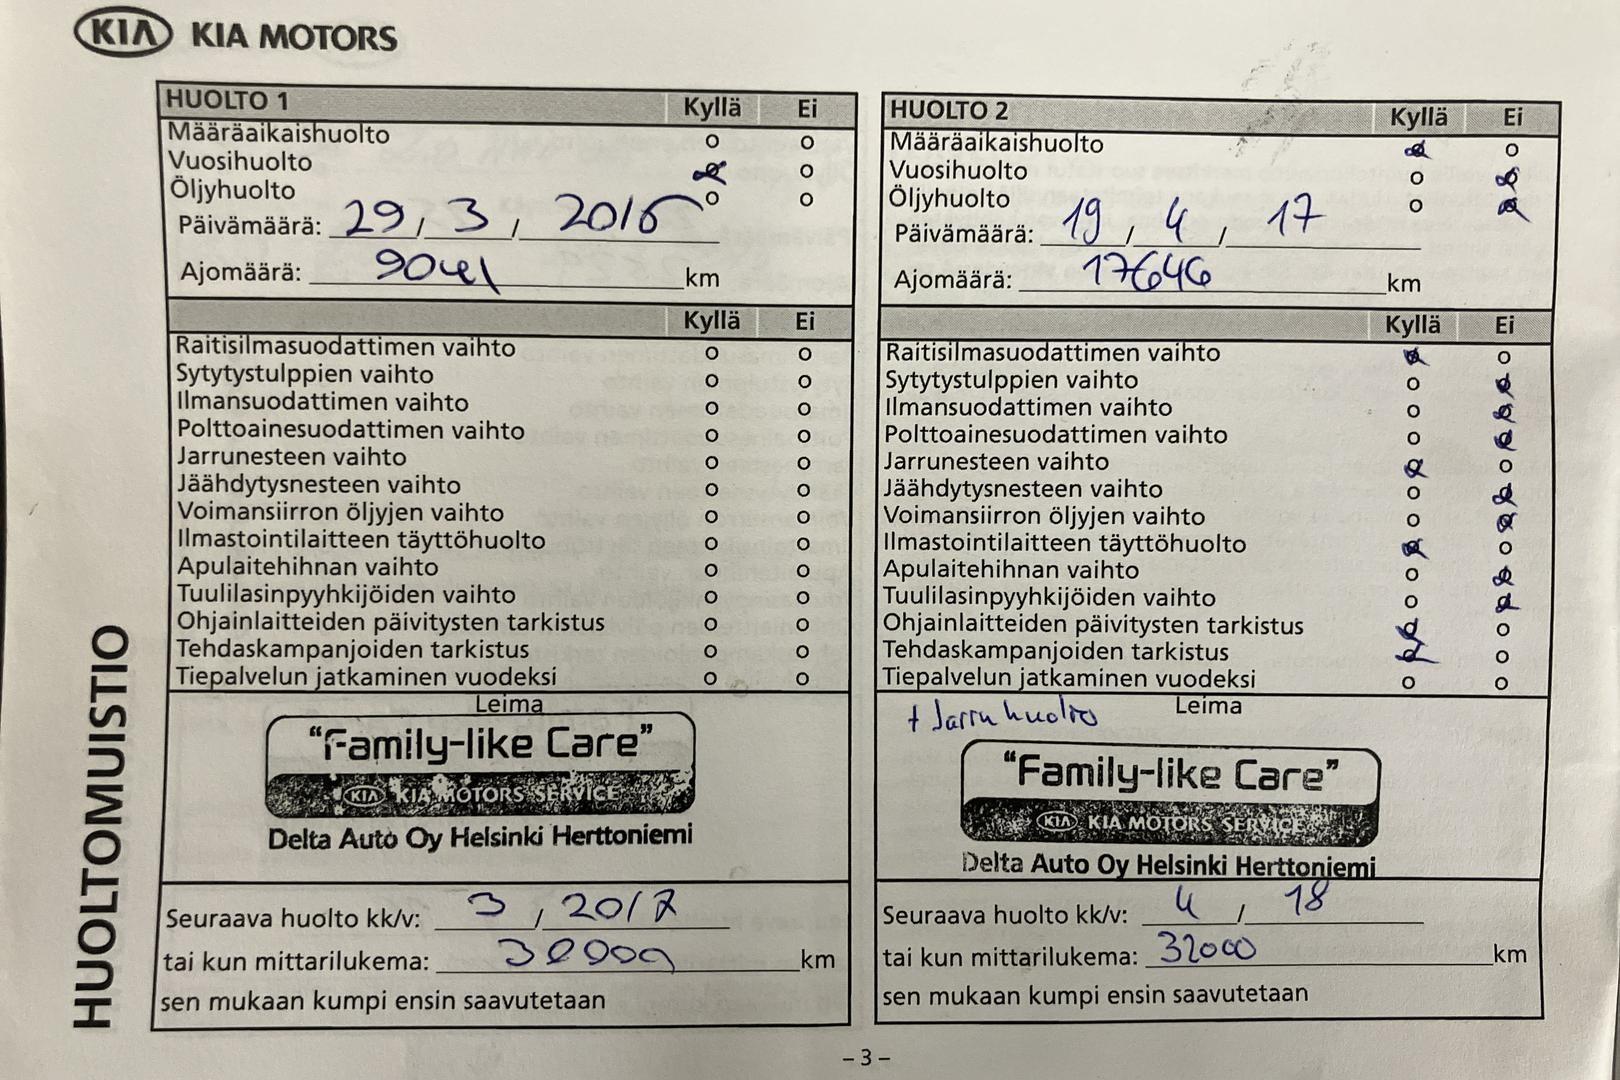 KIA KIA MOTORS
HUOLTOMUISTIO
HUOLTO 1 Kyllä Ei
Määräaikaishuolto
Vuosihuolto
Öljyhuolto
Päivämäärä: 29 / 3 / 2016
Ajomäärä: 9041 km
Kyllä Ei
Raitisilmasuodattimen vaihto
Sytytystulppien vaihto
Ilmansuodattimen vaihto
Polttoainesuodattimen vaihto
Jarrunesteen vaihto
Jäähdytysnesteen vaihto
Voimansiirron öljyjen vaihto
Ilmastointilaitteen täyttöhuolto
Apulaitehihnan vaihto
Tuulilasinpyyhkijöiden vaihto
Ohjainlaitteiden päivitysten tarkistus
Tehdaskampanjoiden tarkistus
Tiepalvelun jatkaminen vuodeksi
Leima
“Family-like Care”
KIA KIA MOTORS SERVICE
Delta Auto Oy Helsinki Herttoniemi
Seuraava huolto kk/v: 3 / 2017
tai kun mittarilukema: 30000 km
sen mukaan kumpi ensin saavutetaan
HUOLTO 2 Kyllä Ei
Määräaikaishuolto
Vuosihuolto
Öljyhuolto
Päivämäärä: 19 / 4 / 17
Ajomäärä: 17646 km
Kyllä Ei
Raitisilmasuodattimen vaihto
Sytytystulppien vaihto
Ilmansuodattimen vaihto
Polttoainesuodattimen vaihto
Jarrunesteen vaihto
Jäähdytysnesteen vaihto
Voimansiirron öljyjen vaihto
Ilmastointilaitteen täyttöhuolto
Apulaitehihnan vaihto
Tuulilasinpyyhkijöiden vaihto
Ohjainlaitteiden päivitysten tarkistus
Tehdaskampanjoiden tarkistus
Tiepalvelun jatkaminen vuodeksi
Leima
+ Jarruhuolto
“Family-like Care”
KIA KIA MOTORS SERVICE
Delta Auto Oy Helsinki Herttoniemi
Seuraava huolto kk/v: 4 / 18
tai kun mittarilukema: 32000 km
sen mukaan kumpi ensin saavutetaan
– 3 –